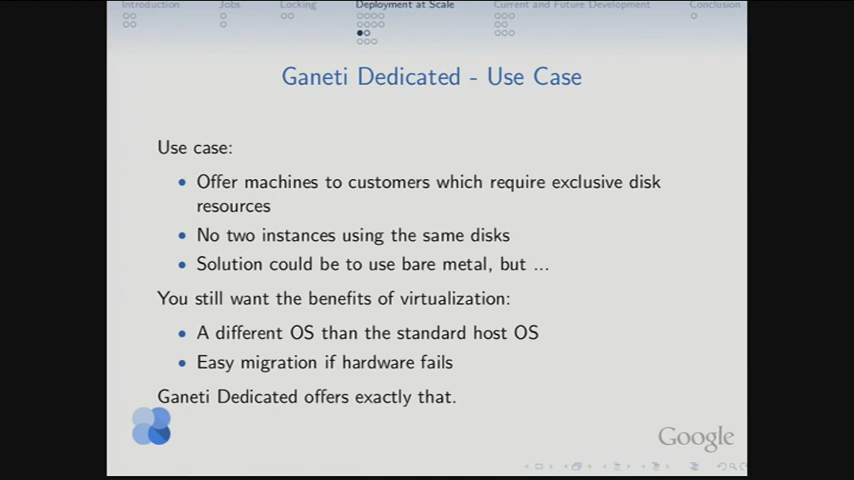 Introduction Jobs Locking Deployment at Scale Current and Future Development Conclusion
Ganeti Dedicated - Use Case
Use case:
Offer machines to customers which require exclusive disk
resources
No two instances using the same disks
Solution could be to use bare metal, but ...
You still want the benefits of virtualization:
A different OS than the standard host OS
Easy migration if hardware fails
Ganeti Dedicated offers exactly that.
Google